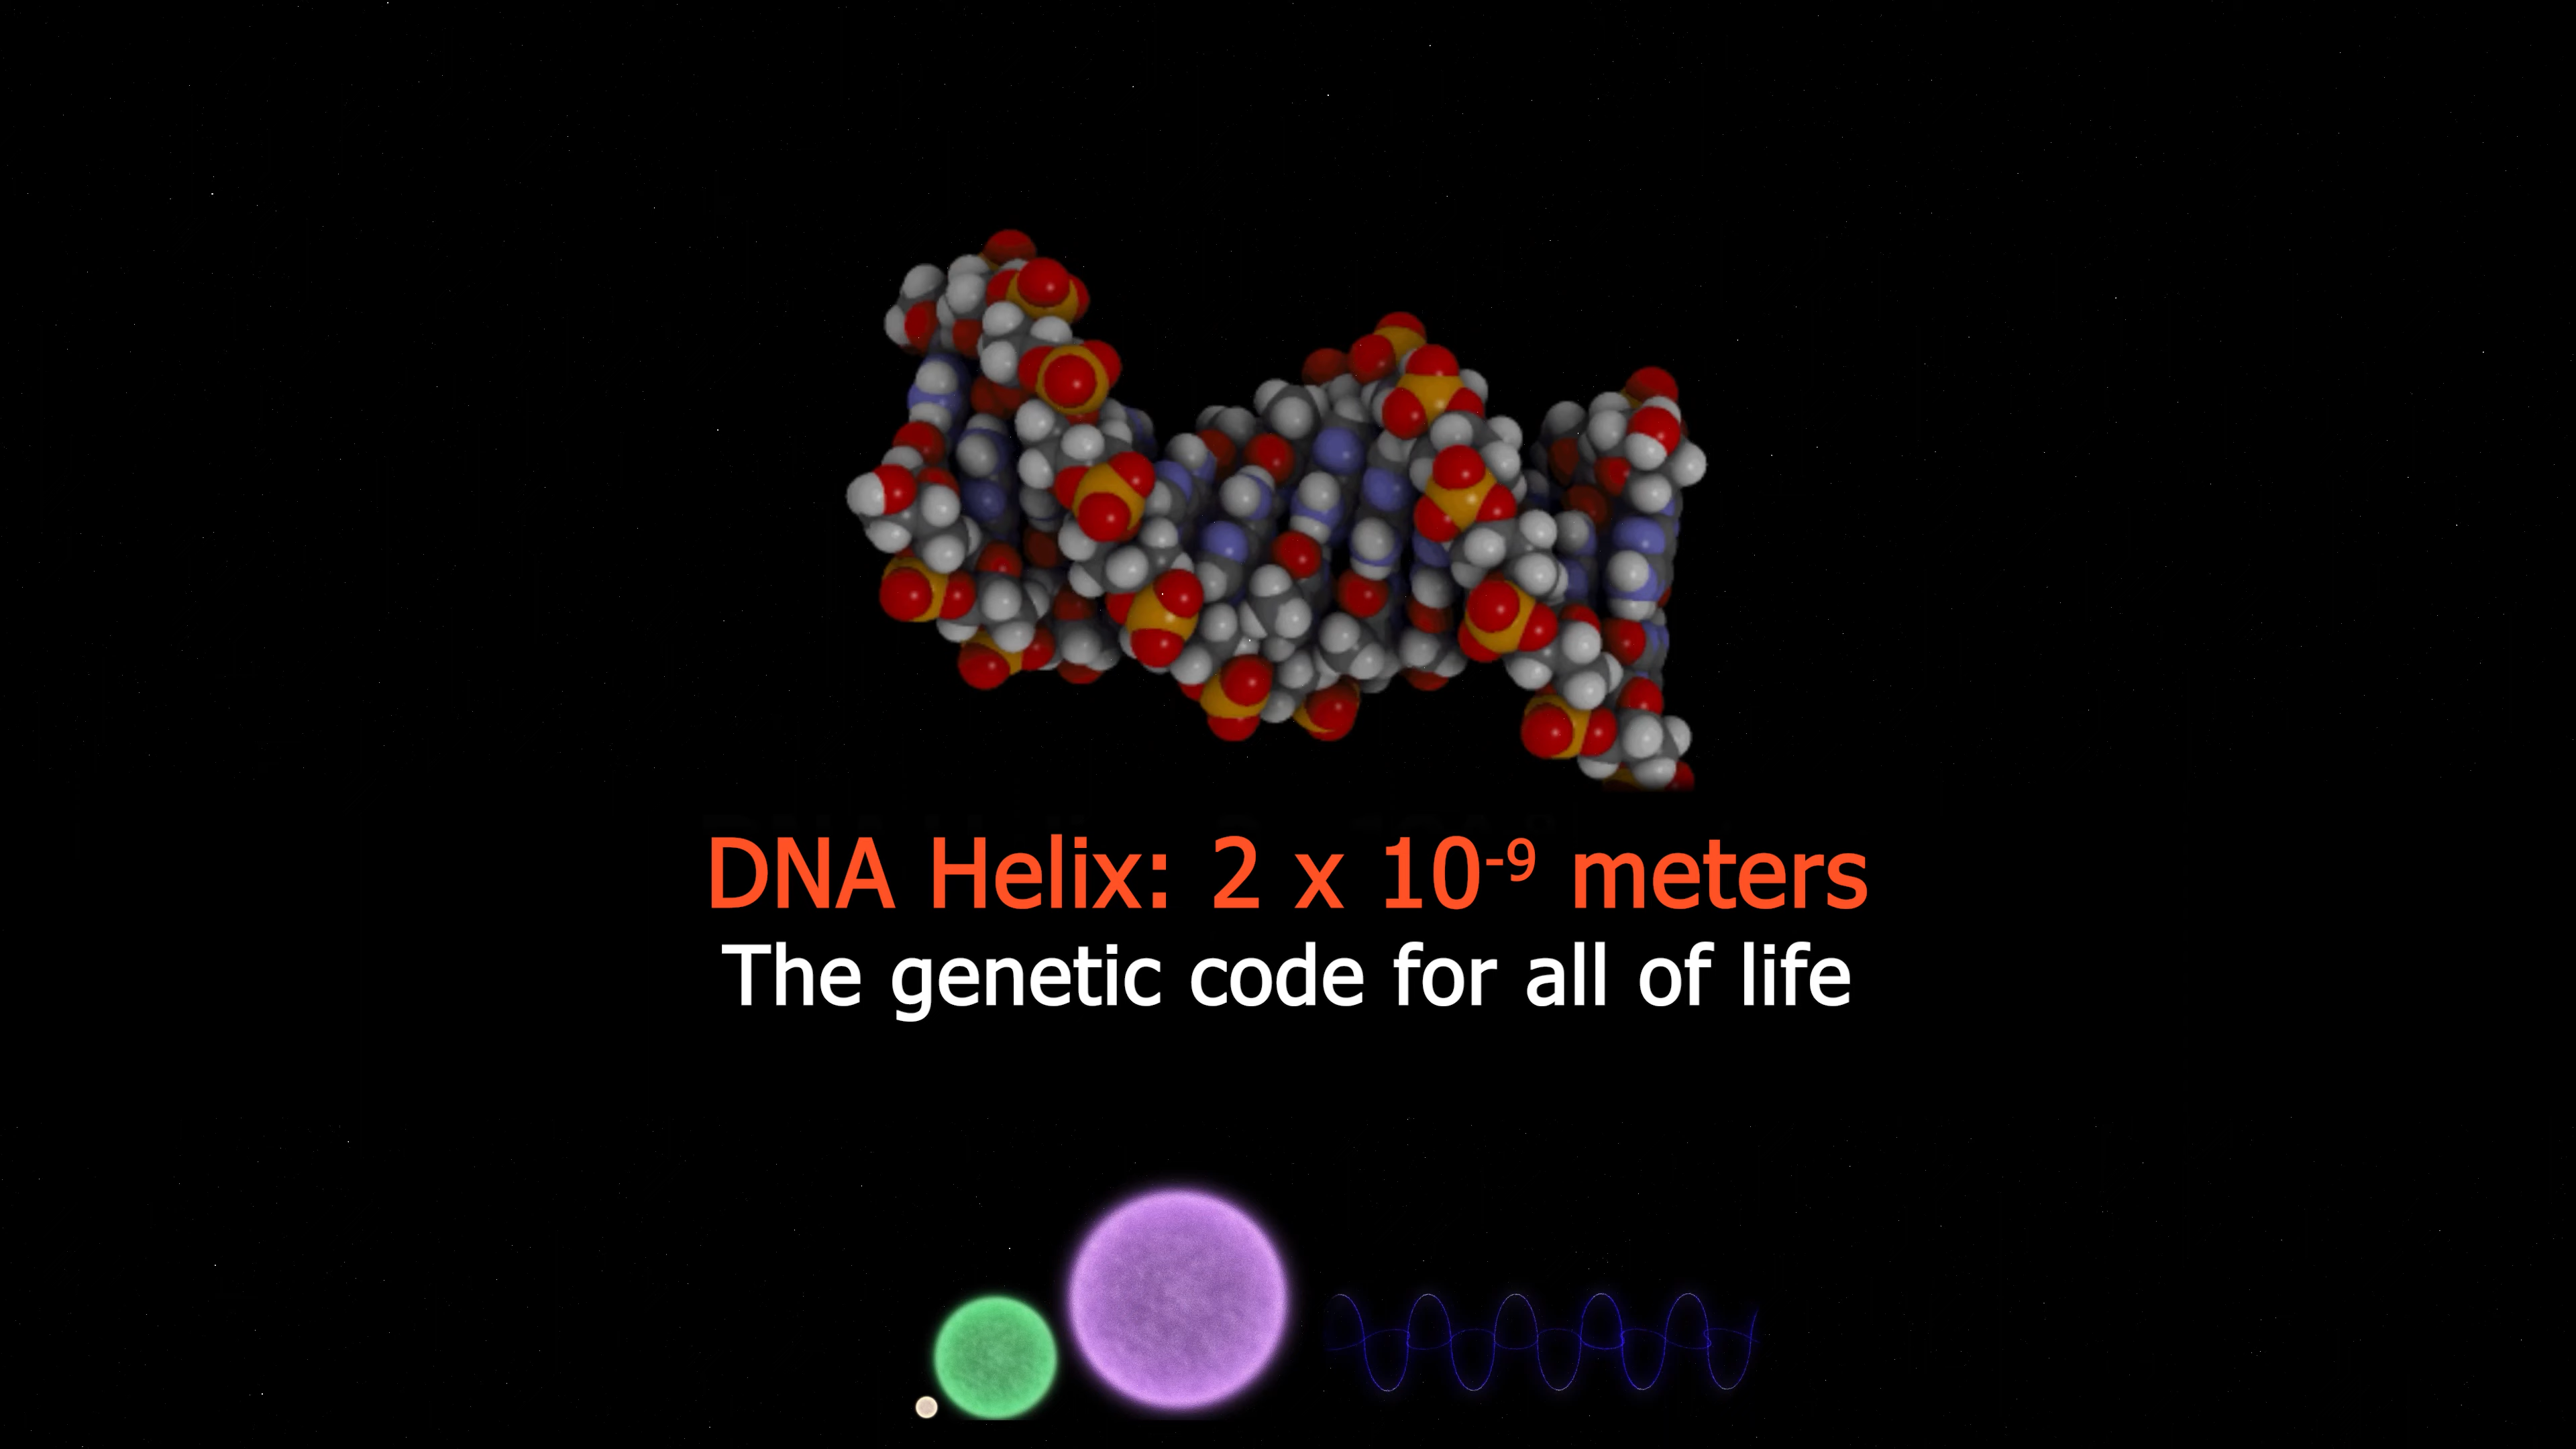 DNA Helix: 2 x 10⁻⁹ meters
The genetic code for all of life